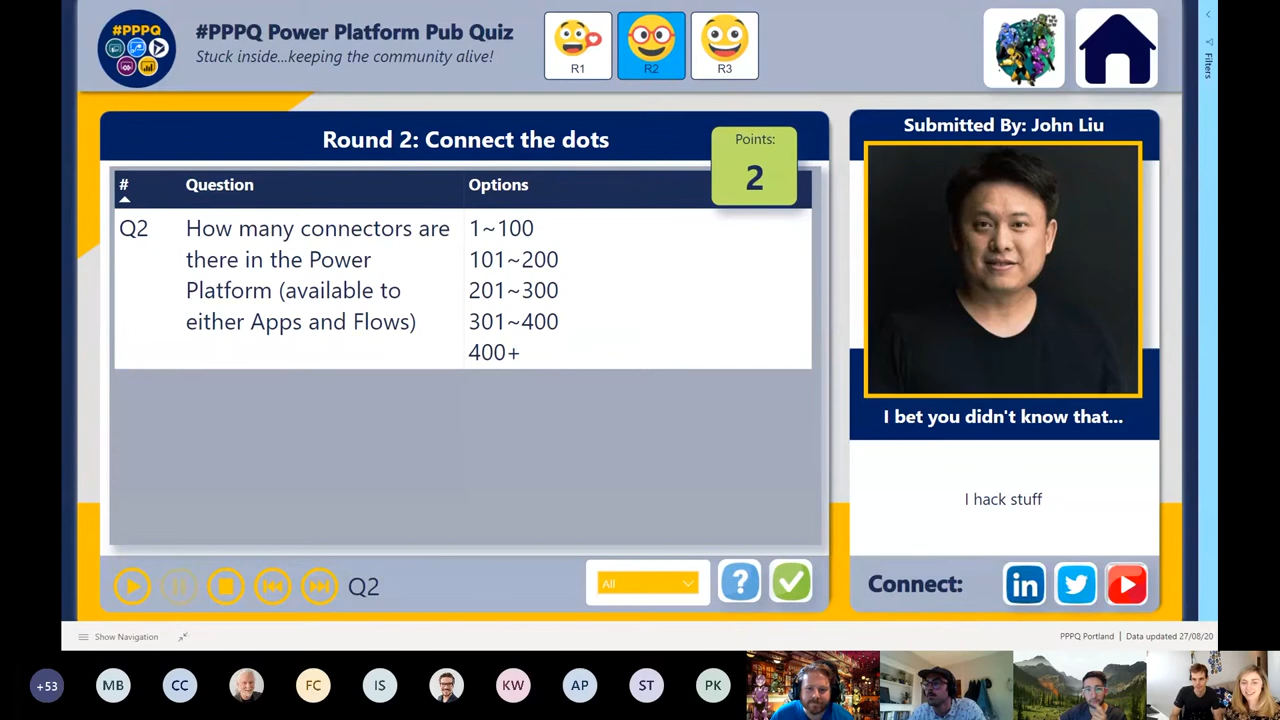 #PPPQ
#PPPQ Power Platform Pub Quiz
Stuck inside...keeping the community alive!
R1
R2
R3
Filters
Round 2: Connect the dots
Points:
2
# Question Options
Q2 How many connectors are
there in the Power
Platform (available to
either Apps and Flows)
1~100
101~200
201~300
301~400
400+
Submitted By: John Liu
I bet you didn't know that...
I hack stuff
Q2
All
?
Connect:
in
Show Navigation
PPPQ Portland | Data updated 27/08/20
+53
MB
CC
FC
IS
KW
AP
ST
PK